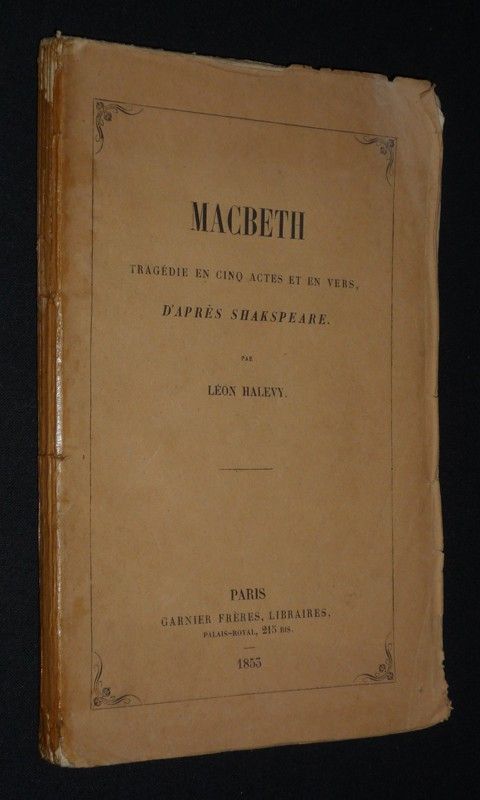 MACBETH
TRAGÉDIE EN CINQ ACTES ET EN VERS,
D'APRÈS SHAKSPEARE.
PAR
LÉON HALEVY.
PARIS
GARNIER FRÈRES, LIBRAIRES,
PALAIS-ROYAL, 215 BIS.
1853